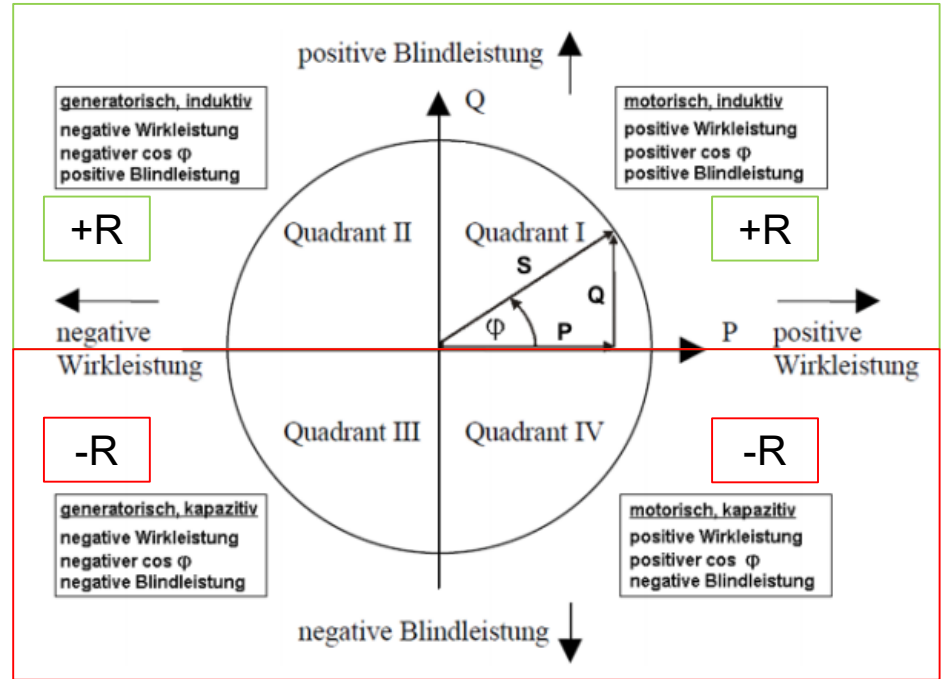 positive Blindleistung
Q
generatorisch, induktiv
negative Wirkleistung
negativer cos φ
positive Blindleistung
motorisch, induktiv
positive Wirkleistung
positiver cos φ
positive Blindleistung
+R
+R
Quadrant II
Quadrant I
S
Q
φ
P
negative
Wirkleistung
P
positive
Wirkleistung
-R
-R
Quadrant III
Quadrant IV
generatorisch, kapazitiv
negative Wirkleistung
negativer cos φ
negative Blindleistung
motorisch, kapazitiv
positive Wirkleistung
positiver cos φ
negative Blindleistung
negative Blindleistung